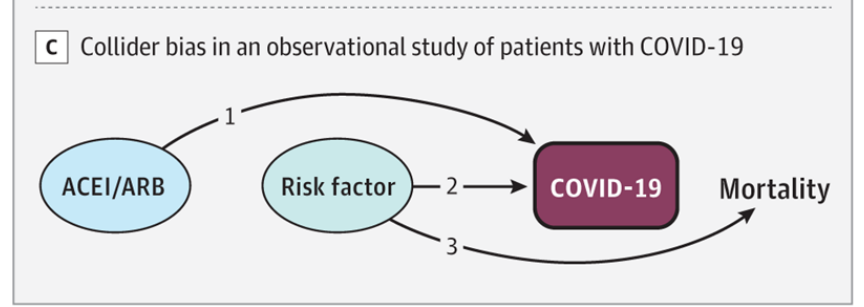 C Collider bias in an observational study of patients with COVID-19
1
ACEI/ARB
Risk factor
2
COVID-19
Mortality
3